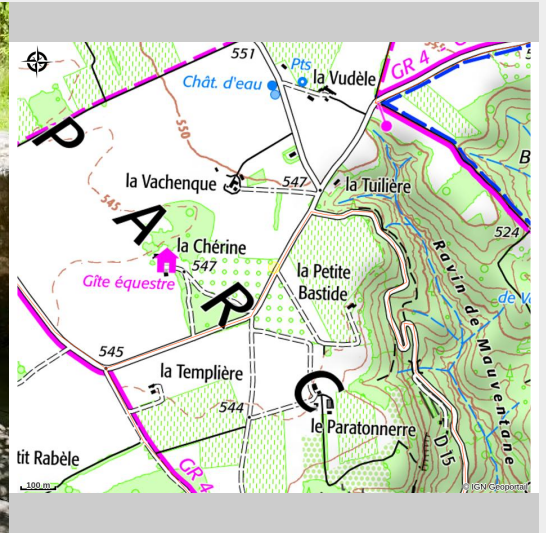 551
Pts
GR 4
Chât. d'eau
la Vudèle
P
550
la Vachenque
547
la Tuilière
545
A
524
la Chérine
547
Gîte équestre
la Petite
Bastide
R
Ravin de Mauventane
545
la Templière
C
544
le Paratonnerre
D 15
tit Rabèle
GR 4
100 m
© IGN Geoportail